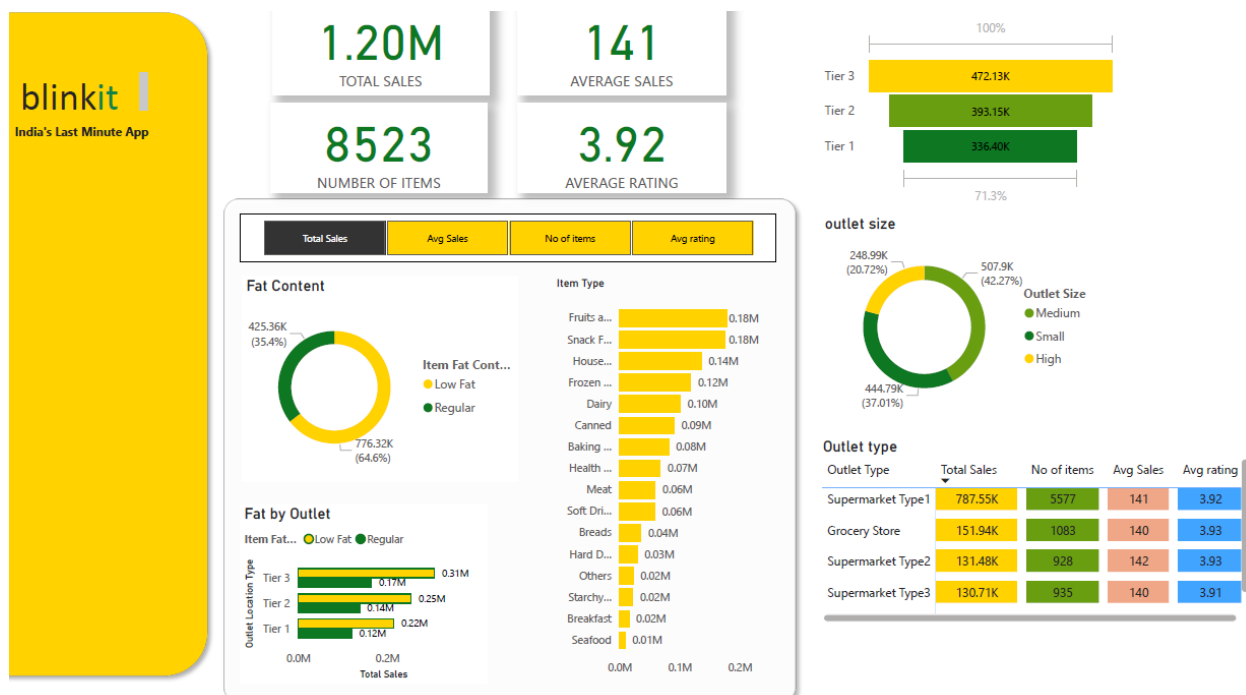 blinkit
India's Last Minute App
1.20M
TOTAL SALES
141
AVERAGE SALES
8523
NUMBER OF ITEMS
3.92
AVERAGE RATING
Total Sales
Avg Sales
No of items
Avg rating
Fat Content
425.36K
(35.4%)
776.32K
(64.6%)
Item Fat Cont...
Low Fat
Regular
Fat by Outlet
Item Fat... Low Fat Regular
Outlet Location Type
Tier 3 0.31M
0.17M
Tier 2 0.25M
0.14M
Tier 1 0.22M
0.12M
0.0M 0.2M
Total Sales
Item Type
Fruits a... 0.18M
Snack F... 0.18M
House... 0.14M
Frozen ... 0.12M
Dairy 0.10M
Canned 0.09M
Baking ... 0.08M
Health ... 0.07M
Meat 0.06M
Soft Dri... 0.06M
Breads 0.04M
Hard D... 0.03M
Others 0.02M
Starchy... 0.02M
Breakfast 0.02M
Seafood 0.01M
0.0M 0.1M 0.2M
100%
Tier 3 472.13K
Tier 2 393.15K
Tier 1 336.40K
71.3%
outlet size
248.99K
(20.72%)
507.9K
(42.27%)
444.79K
(37.01%)
Outlet Size
Medium
Small
High
Outlet type
Outlet Type Total Sales No of items Avg Sales Avg rating
Supermarket Type1 787.55K 5577 141 3.92
Grocery Store 151.94K 1083 140 3.93
Supermarket Type2 131.48K 928 142 3.93
Supermarket Type3 130.71K 935 140 3.91